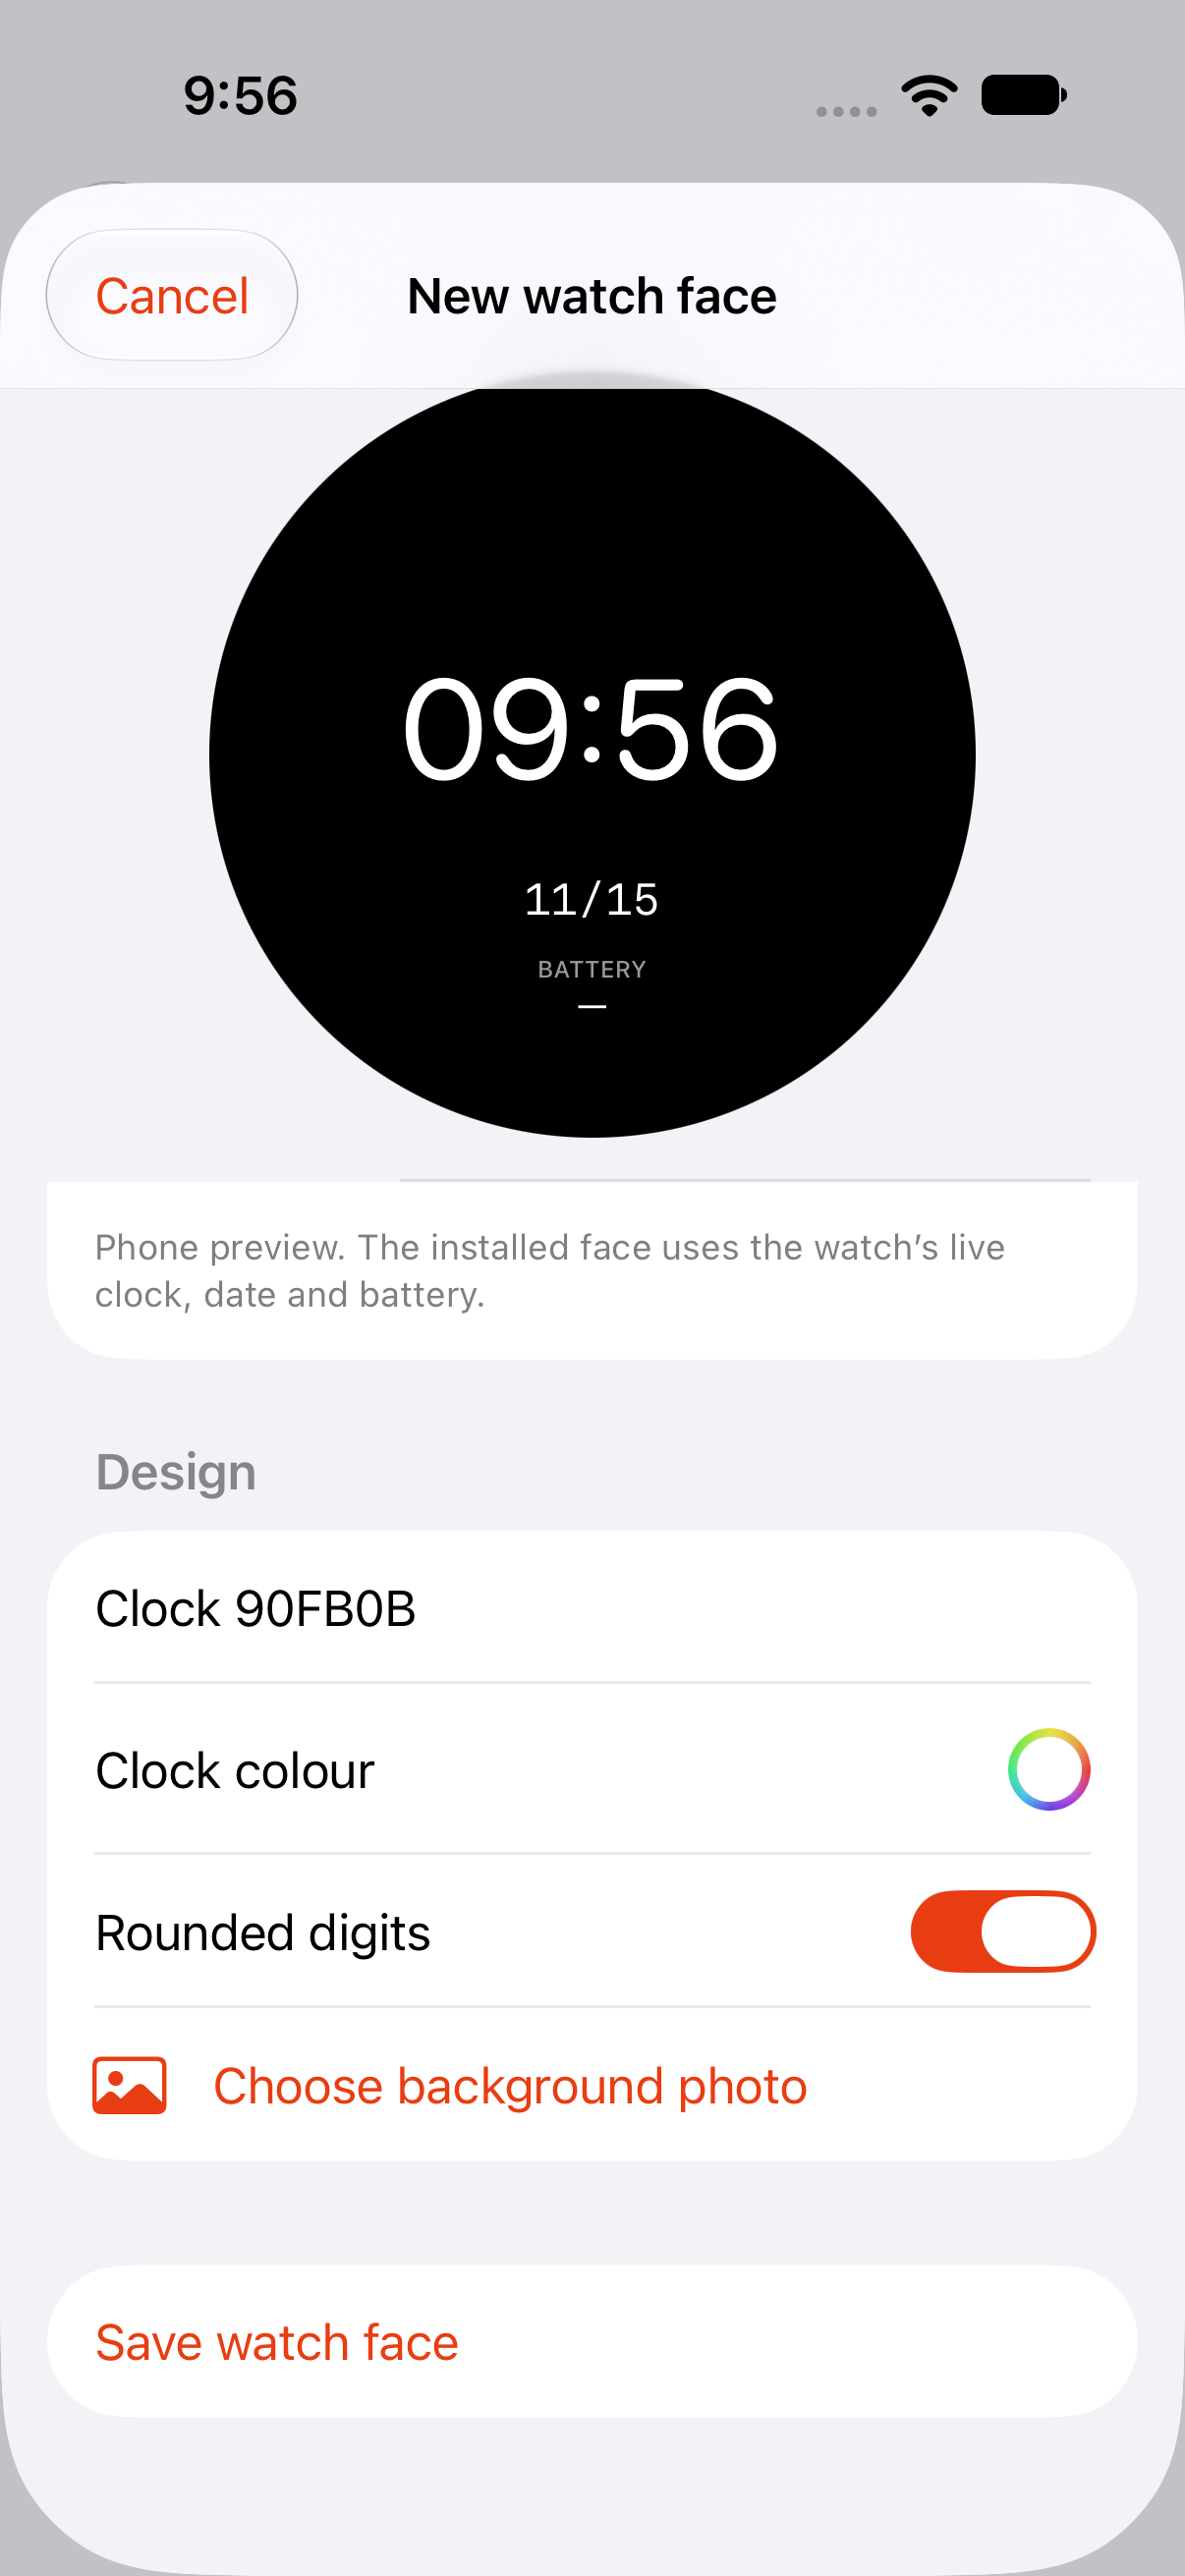 9:56
Cancel
New watch face
09:56
11/15
BATTERY
—
Phone preview. The installed face uses the watch’s live
clock, date and battery.
Design
Clock 90FB0B
Clock colour
Rounded digits
Choose background photo
Save watch face